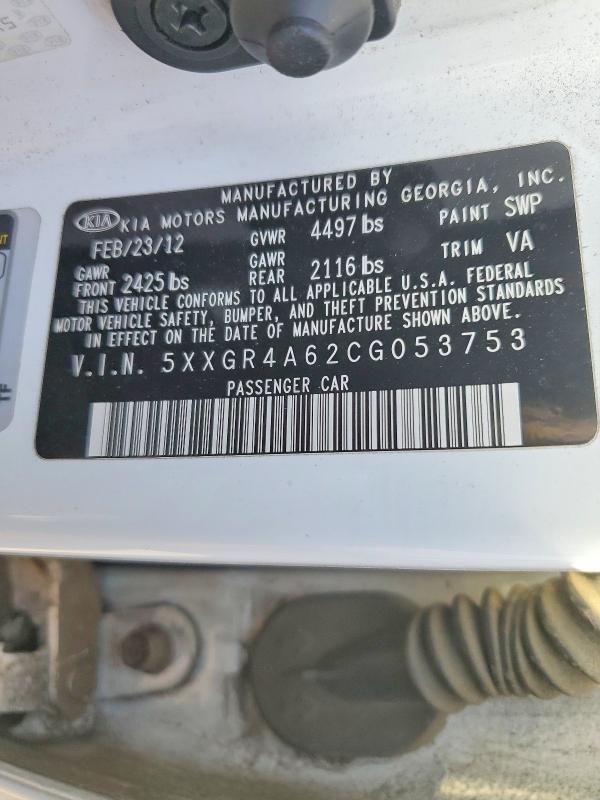 MANUFACTURED BY
KIA KIA MOTORS MANUFACTURING GEORGIA, INC.
FEB/23/12 GVWR 4497 lbs PAINT SWP
GAWR FRONT 2425 lbs GAWR REAR 2116 lbs TRIM VA
THIS VEHICLE CONFORMS TO ALL APPLICABLE U.S.A. FEDERAL
MOTOR VEHICLE SAFETY, BUMPER, AND THEFT PREVENTION STANDARDS
IN EFFECT ON THE DATE OF MANUFACTURE SHOWN ABOVE.
V.I.N. 5XXGR4A62CG053753
PASSENGER CAR